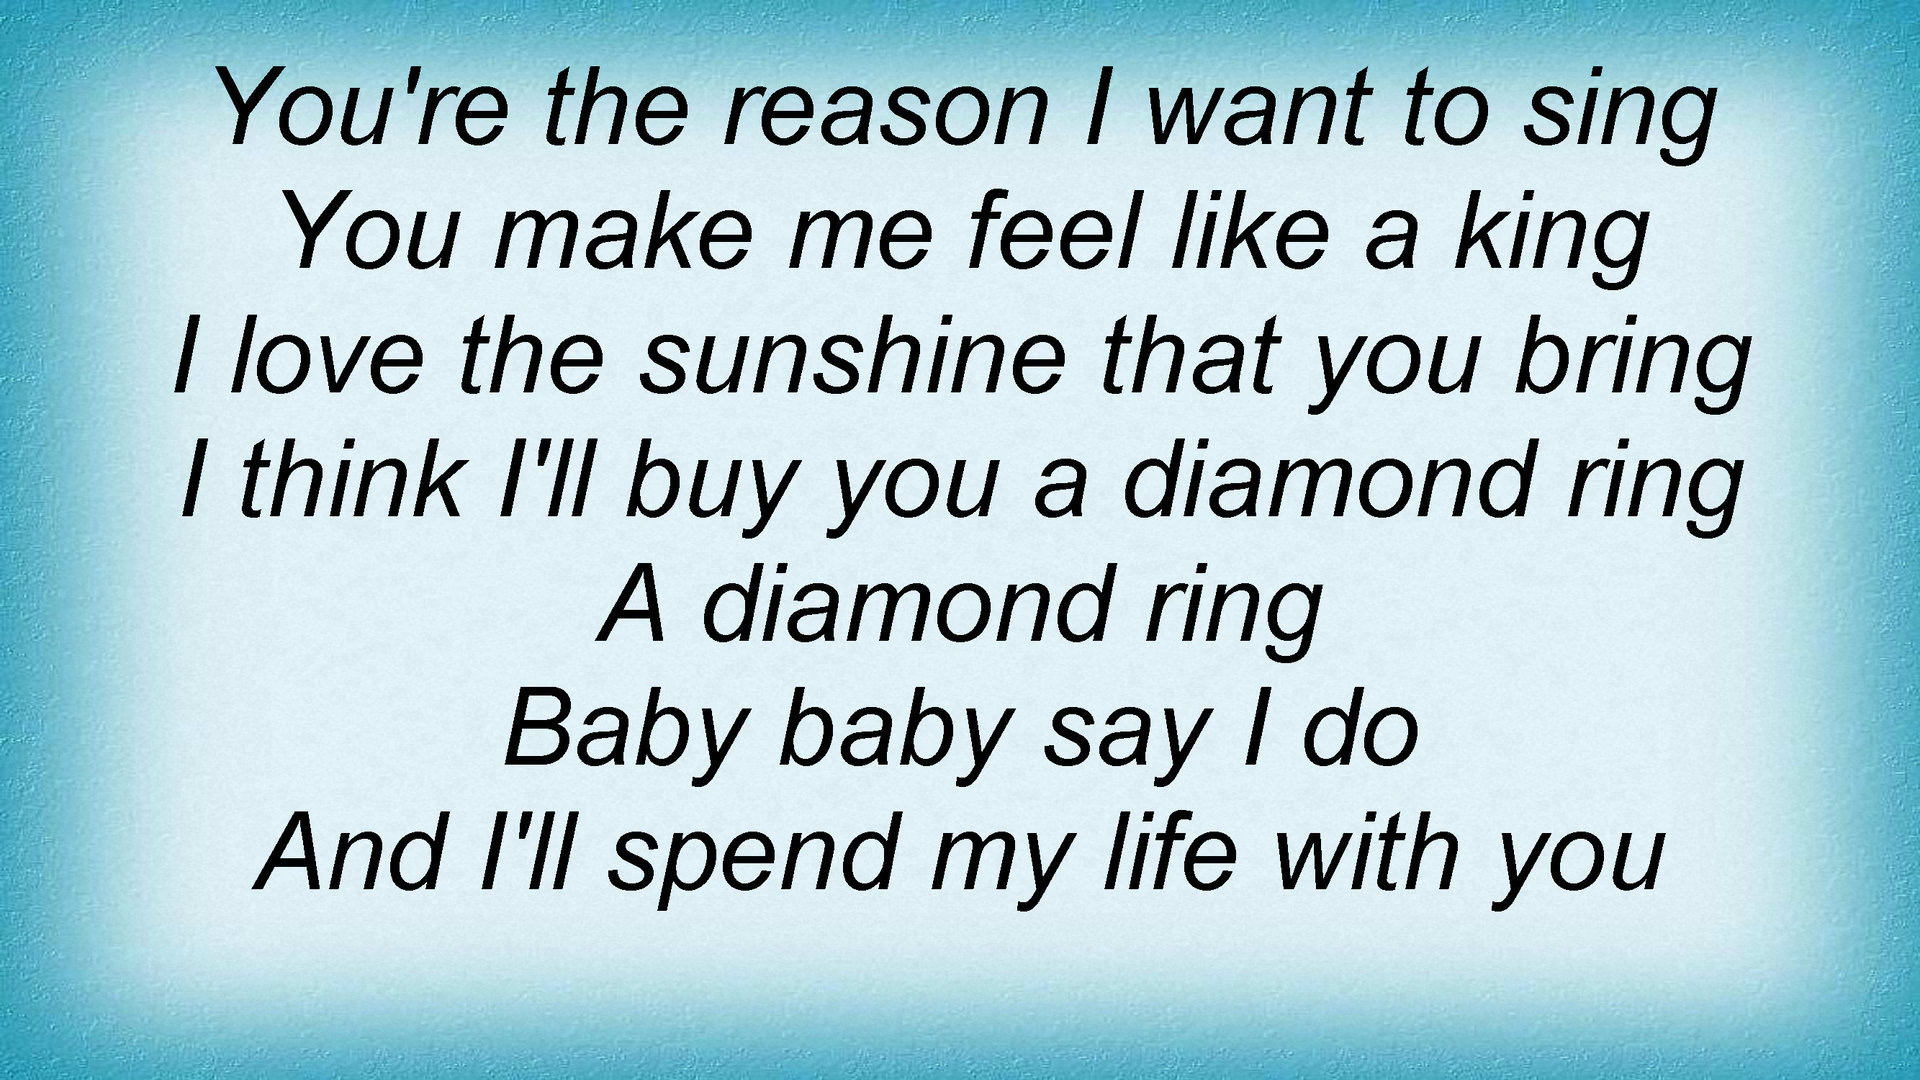 You're the reason I want to sing
You make me feel like a king
I love the sunshine that you bring
I think I'll buy you a diamond ring
A diamond ring
Baby baby say I do
And I'll spend my life with you